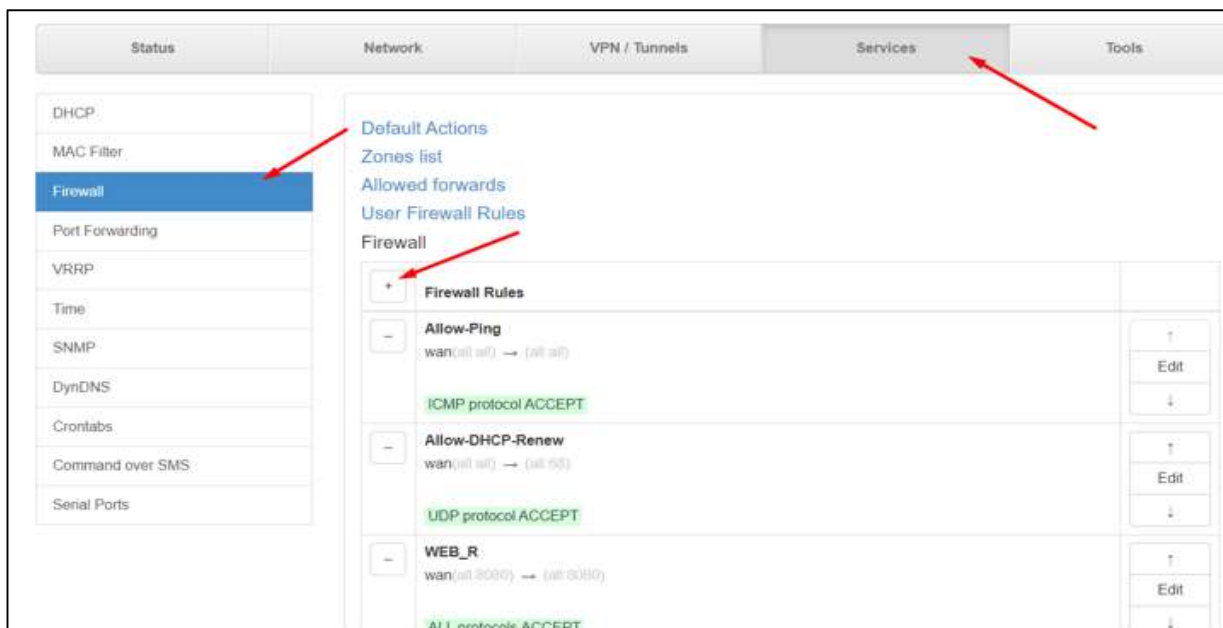 Status Network VPN / Tunnels Services Tools
DHCP
MAC Filter
Firewall
Port Forwarding
VRRP
Time
SNMP
DynDNS
Crontabs
Command over SMS
Serial Ports
Default Actions
Zones list
Allowed forwards
User Firewall Rules
Firewall
+ Firewall Rules
– Allow-Ping
wan(all:all) → (all:all)
ICMP protocol ACCEPT
↑
Edit
↓
– Allow-DHCP-Renew
wan(all:all) → (all:68)
UDP protocol ACCEPT
↑
Edit
↓
– WEB_R
wan(all:8080) → (all:8080)
ALL protocols ACCEPT
↑
Edit
↓